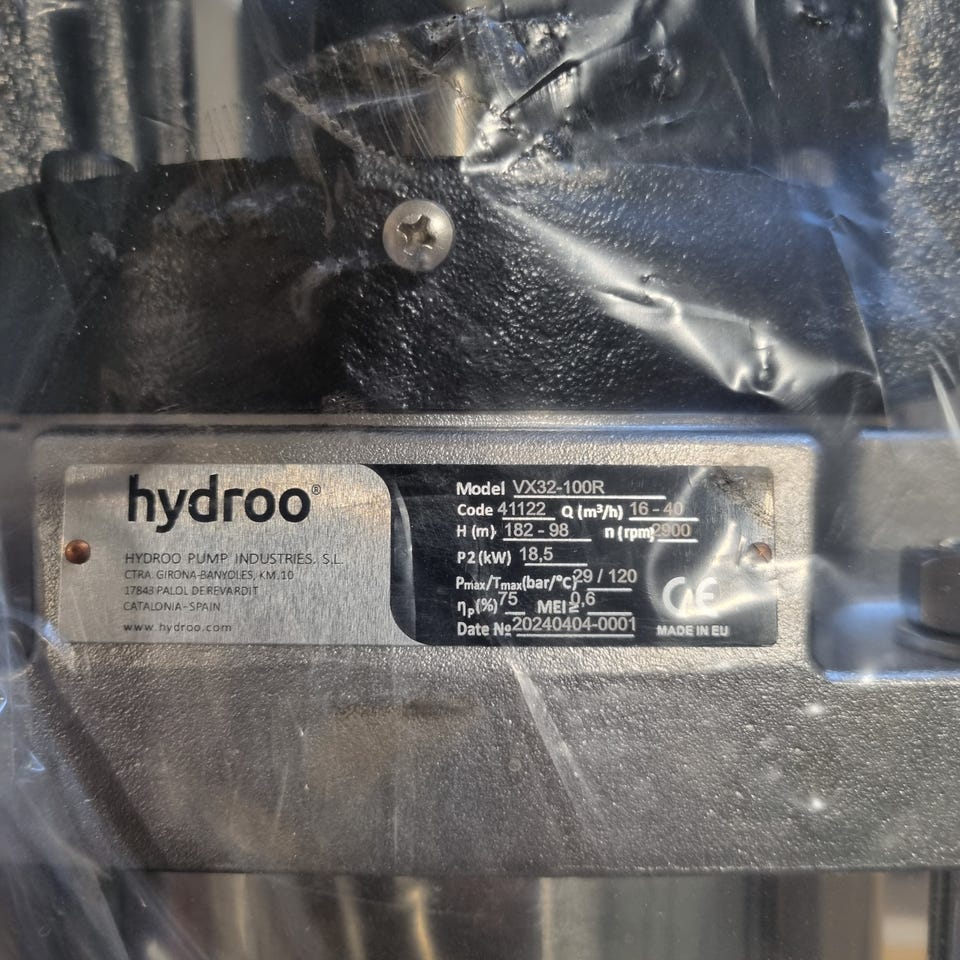 hydroo®
HYDROO PUMP INDUSTRIES, S.L.
CTRA. GIRONA-BANYOLES, KM.10
17843 PALOL DE REVARDIT
CATALONIA-SPAIN
www.hydroo.com
Model VX32-100R
Code 41122 Q (m³/h) 16 - 40
H (m) 182 - 98 n (rpm) 2900
P2 (kW) 18,5
Pmax/Tmax(bar/°C) 29 / 120
ηp(%) 75 MEI ≥ 0,6
Date Nº 20240404-0001
CE
MADE IN EU